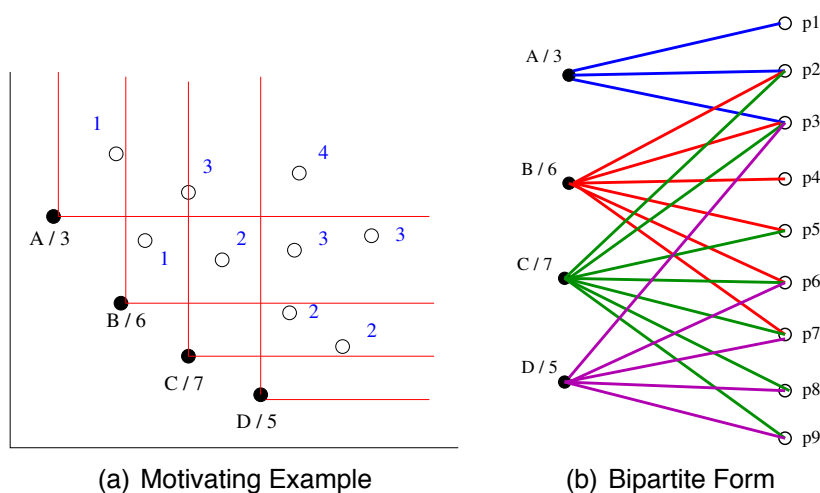 1
3
4
A / 3
1
2
3
3
B / 6
2
2
C / 7
D / 5
(a) Motivating Example
p1
A / 3
p2
p3
B / 6
p4
p5
C / 7
p6
p7
D / 5
p8
p9
(b) Bipartite Form